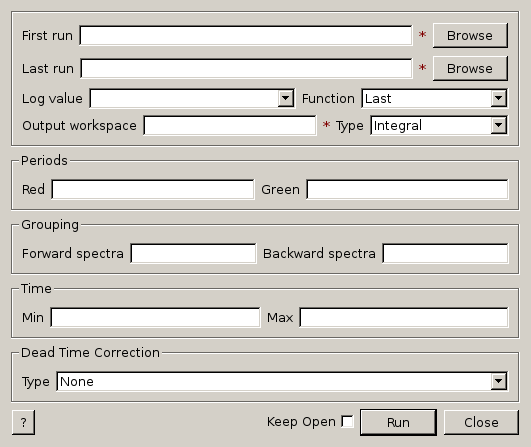 First run * Browse
Last run * Browse
Log value Function Last
Output workspace * Type Integral
Periods
Red Green
Grouping
Forward spectra Backward spectra
Time
Min Max
Dead Time Correction
Type None
? Keep Open Run Close